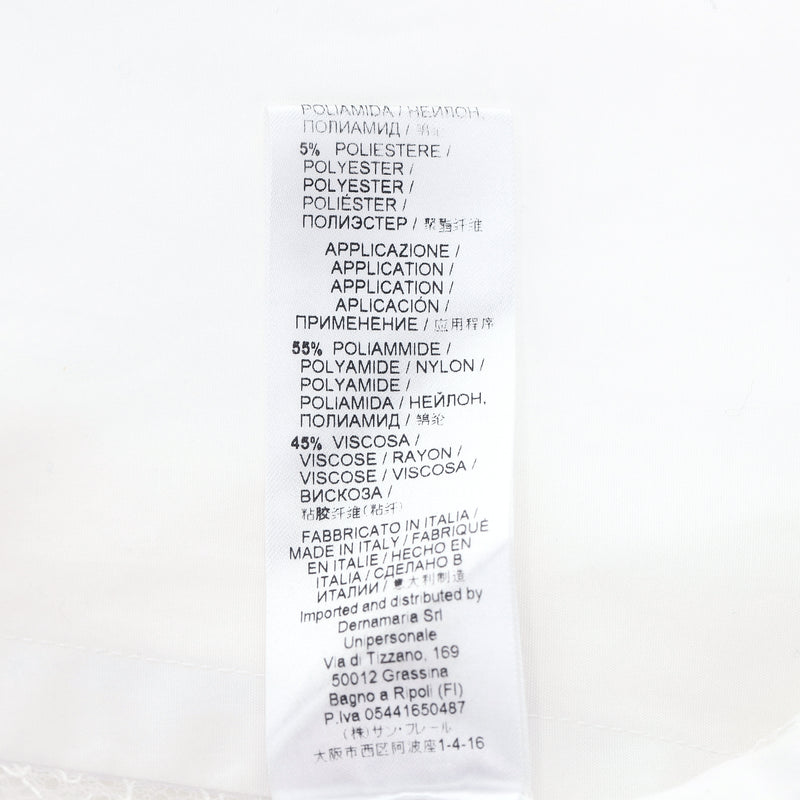 POLIAMIDA / НЕЙЛОН,
ПОЛИАМИД / 锦纶
5% POLIESTERE /
POLYESTER /
POLYESTER /
POLIÉSTER /
ПОЛИЭСТЕР / 聚酯纤维
APPLICAZIONE /
APPLICATION /
APPLICATION /
APLICACIÓN /
ПРИМЕНЕНИЕ / 应用程序
55% POLIAMMIDE /
POLYAMIDE / NYLON /
POLYAMIDE /
POLIAMIDA / НЕЙЛОН,
ПОЛИАМИД / 锦纶
45% VISCOSA /
VISCOSE / RAYON /
VISCOSE / VISCOSA /
ВИСКОЗА /
粘胶纤维(粘纤)
FABBRICATO IN ITALIA /
MADE IN ITALY / FABRIQUÉ
EN ITALIE / HECHO EN
ITALIA / СДЕЛАНО В
ИТАЛИИ / 意大利制造
Imported and distributed by
Dernamaria Srl
Unipersonale
Via di Tizzano, 169
50012 Grassina
Bagno a Ripoli (FI)
P.Iva 05441650487
(株)サン・フレール
大阪市西区阿波座1-4-16